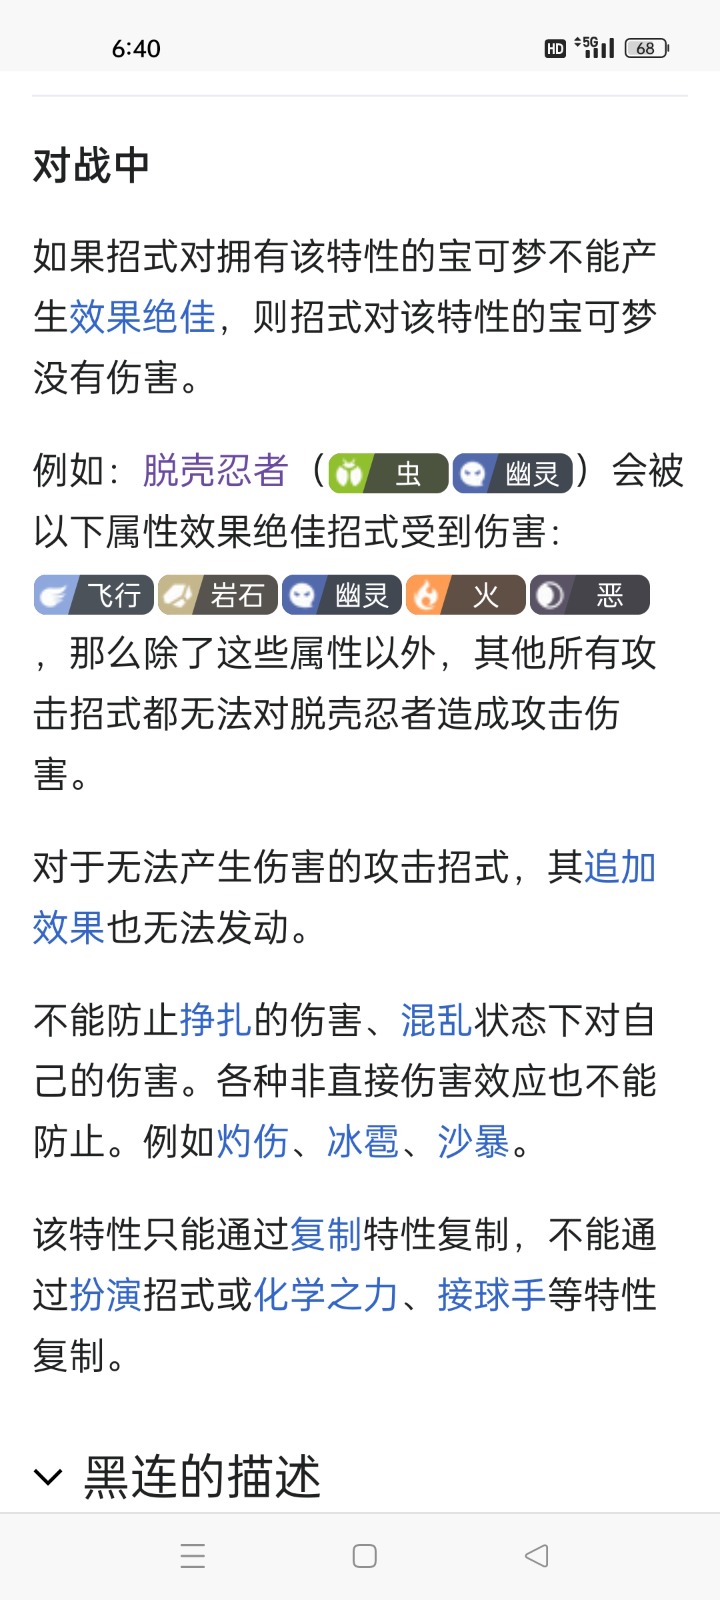 6:40
HD 5G 68
对战中
如果招式对拥有该特性的宝可梦不能产
生效果绝佳，则招式对该特性的宝可梦
没有伤害。
例如：脱壳忍者（虫 幽灵）会被
以下属性效果绝佳招式受到伤害：
飞行 岩石 幽灵 火 恶
，那么除了这些属性以外，其他所有攻
击招式都无法对脱壳忍者造成攻击伤
害。
对于无法产生伤害的攻击招式，其追加
效果也无法发动。
不能防止挣扎的伤害、混乱状态下对自
己的伤害。各种非直接伤害效应也不能
防止。例如灼伤、冰雹、沙暴。
该特性只能通过复制特性复制，不能通
过扮演招式或化学之力、接球手等特性
复制。
黑连的描述